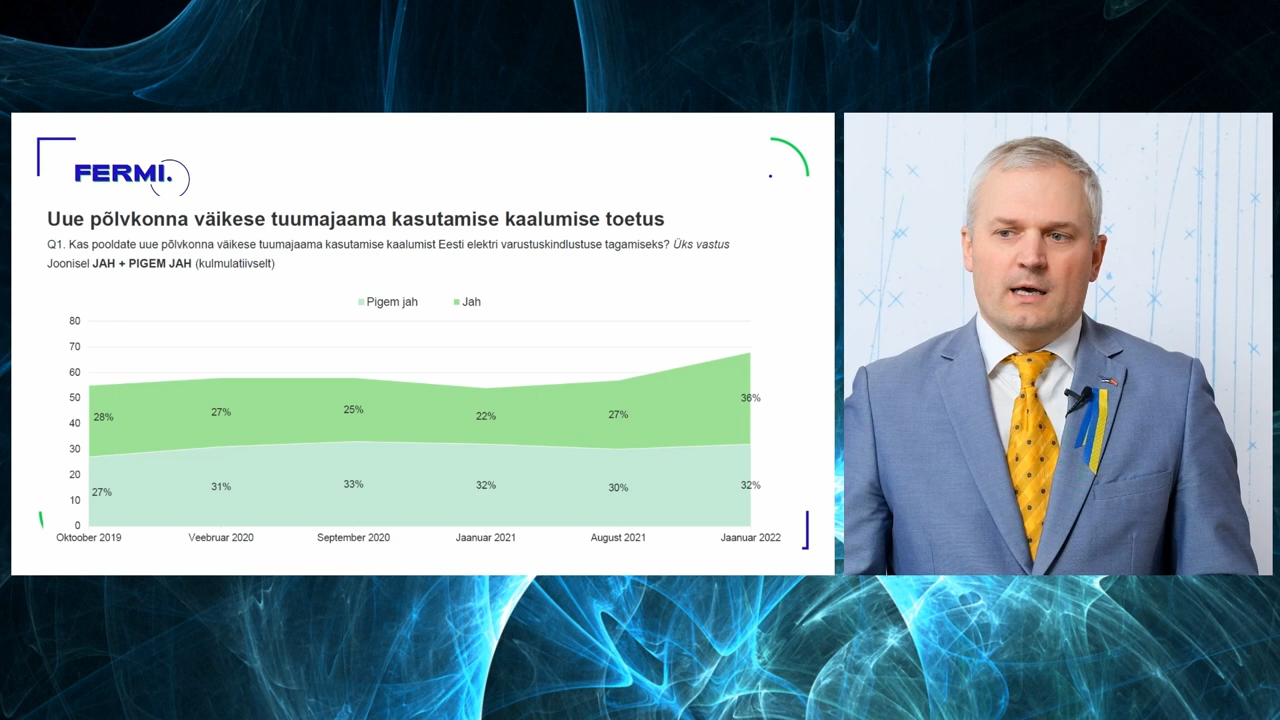 FERMI.
Uue põlvkonna väikese tuumajaama kasutamise kaalumise toetus
Q1. Kas pooldate uue põlvkonna väikese tuumajaama kasutamise kaalumist Eesti elektri varustuskindlustuse tagamiseks? Üks vastus
Joonisel JAH + PIGEM JAH (kulmulatiivselt)
Pigem jah Jah
80
70
60
50
40
30
20
10
0
28% 27% 25% 22% 27% 36%
27% 31% 33% 32% 30% 32%
Oktoober 2019 Veebruar 2020 September 2020 Jaanuar 2021 August 2021 Jaanuar 2022